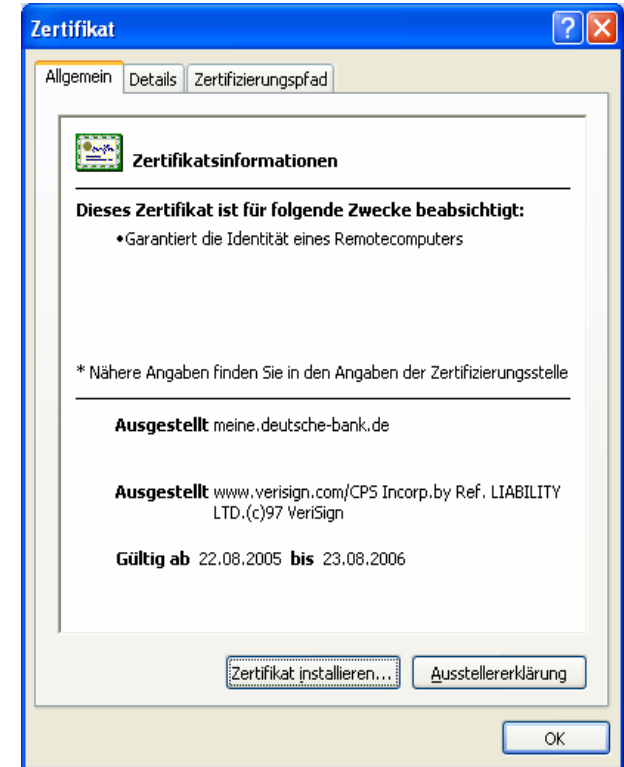 Zertifikat
Allgemein Details Zertifizierungspfad
Zertifikatsinformationen
Dieses Zertifikat ist für folgende Zwecke beabsichtigt:
•Garantiert die Identität eines Remotecomputers
* Nähere Angaben finden Sie in den Angaben der Zertifizierungsstelle
Ausgestellt meine.deutsche-bank.de
Ausgestellt www.verisign.com/CPS Incorp.by Ref. LIABILITY
LTD.(c)97 VeriSign
Gültig ab 22.08.2005 bis 23.08.2006
Zertifikat installieren... Ausstellererklärung
OK